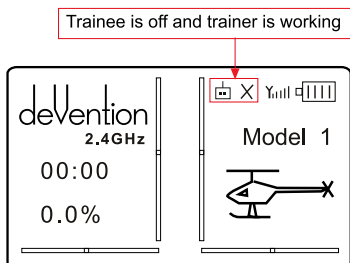 Trainee is off and trainer is working
deVention
2.4GHz
Model 1
00:00
0.0%